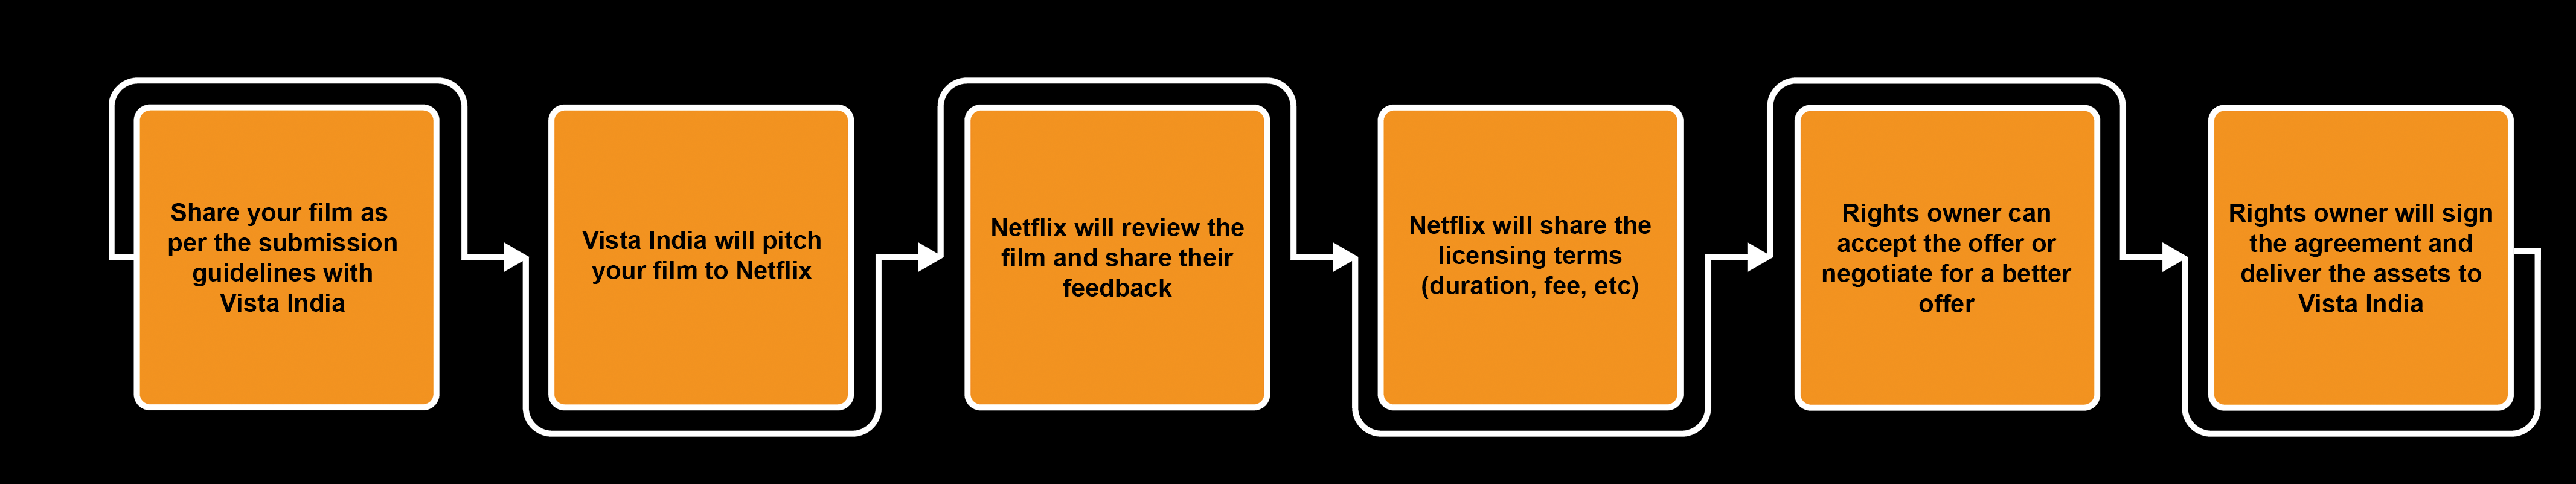 Share your film as
per the submission
guidelines with
Vista India
Vista India will pitch
your film to Netflix
Netflix will review the
film and share their
feedback
Netflix will share the
licensing terms
(duration, fee, etc)
Rights owner can
accept the offer or
negotiate for a better
offer
Rights owner will sign
the agreement and
deliver the assets to
Vista India